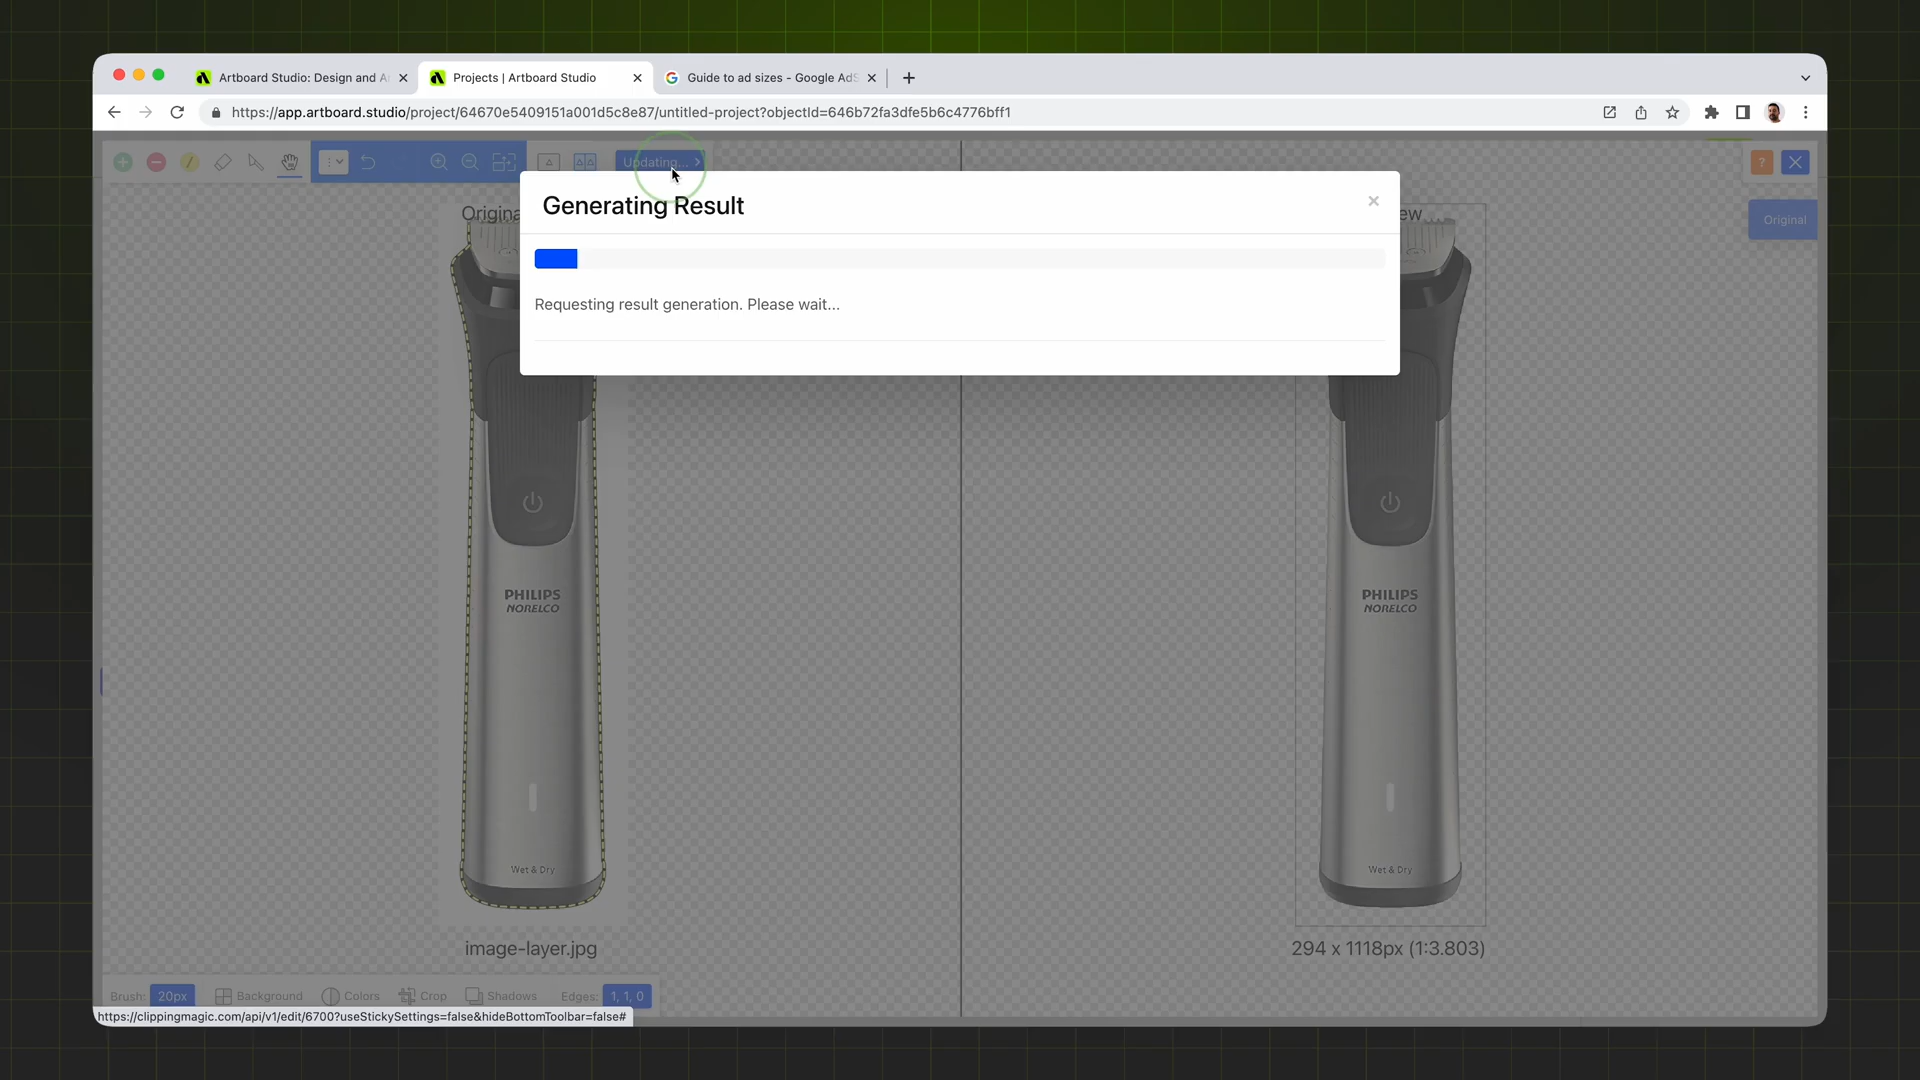 Artboard Studio: Design and A
Projects | Artboard Studio
Guide to ad sizes - Google AdS
https://app.artboard.studio/project/64670e5409151a001d5c8e87/untitled-project?objectId=646b72fa3dfe5b6c4776bff1
Updating...
?
Generating Result
Origina
ew
Original
Requesting result generation. Please wait...
PHILIPS
NORELCO
PHILIPS
NORELCO
Wet & Dry
Wet & Dry
image-layer.jpg
294 x 1118px (1:3.803)
Brush: 20px Background Colors Crop Shadows Edges: 1, 1, 0
https://clippingmagic.com/api/v1/edit/6700?useStickySettings=false&hideBottomToolbar=false#